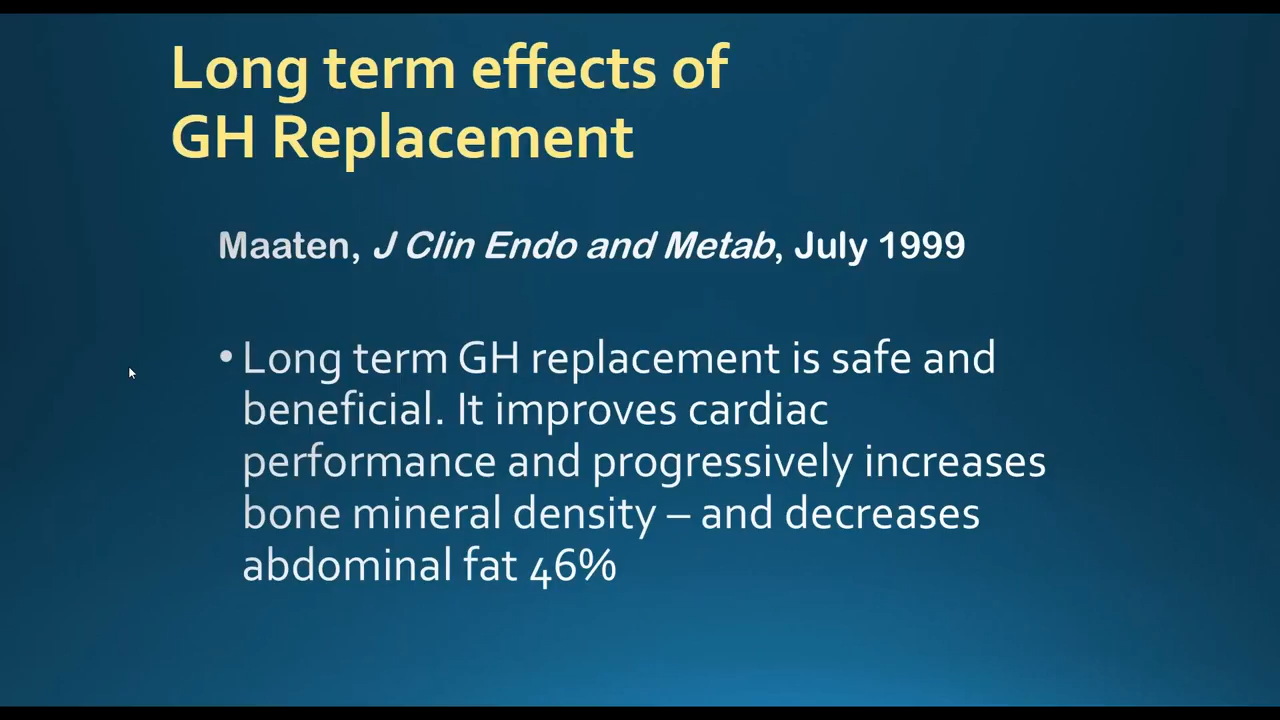 Long term effects of
GH Replacement
Maaten, J Clin Endo and Metab, July 1999
• Long term GH replacement is safe and
beneficial. It improves cardiac
performance and progressively increases
bone mineral density – and decreases
abdominal fat 46%